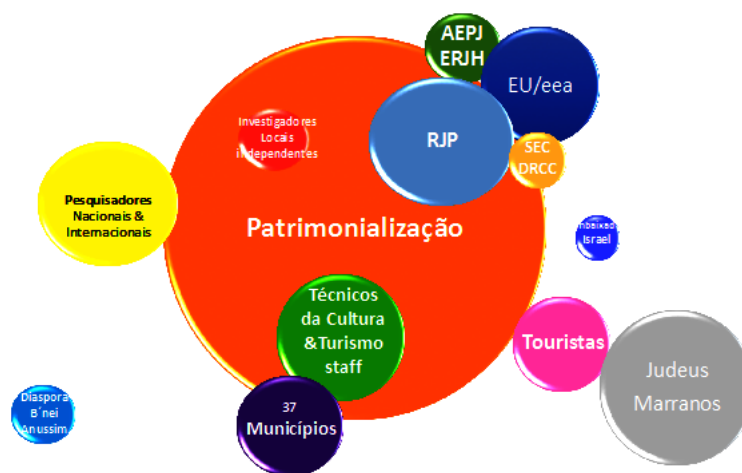 AEPJ
ERJH
EU/eea
Investigadores
Locais
independentes
RJP
SEC
DRCC
Pesquisadores
Nacionais &
Internacionais
Patrimonialização
Israel
Técnicos
da Cultura
&Turismo
staff
Touristas
Judeus
Marranos
Diaspora
B´nei
Anussim
37
Municípios